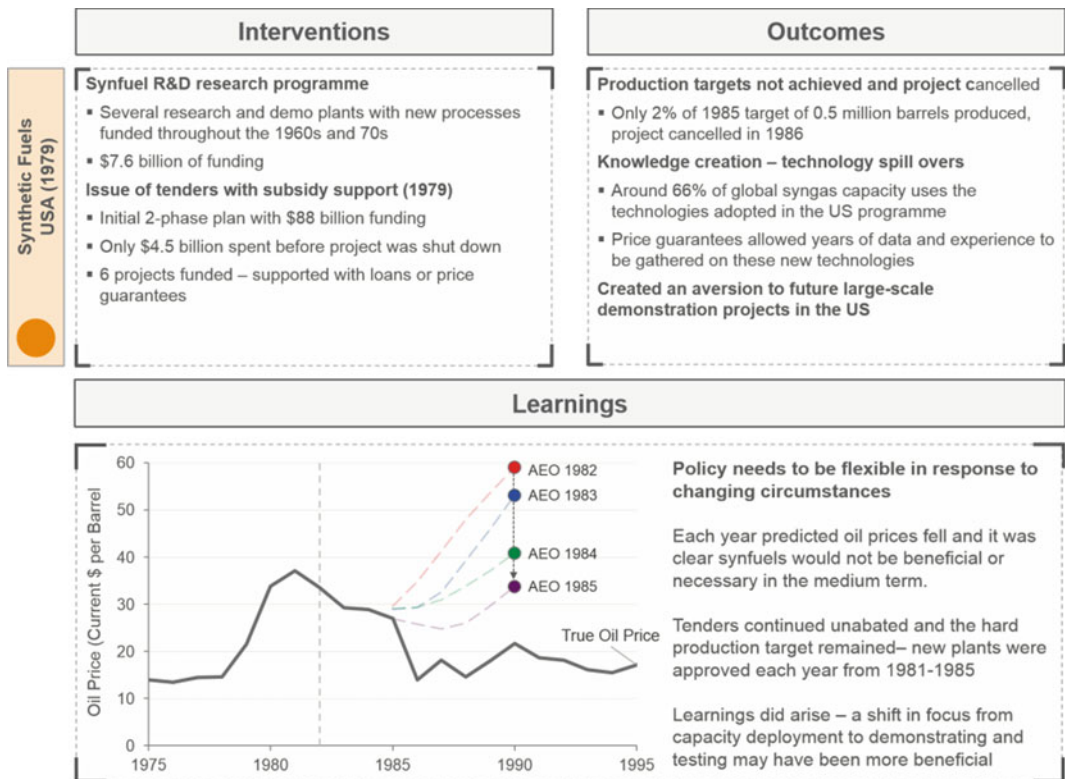 Interventions
Outcomes
Synthetic Fuels
USA (1979)
Synfuel R&D research programme
▪ Several research and demo plants with new processes
funded throughout the 1960s and 70s
▪ $7.6 billion of funding
Issue of tenders with subsidy support (1979)
▪ Initial 2-phase plan with $88 billion funding
▪ Only $4.5 billion spent before project was shut down
▪ 6 projects funded – supported with loans or price
guarantees
Production targets not achieved and project cancelled
▪ Only 2% of 1985 target of 0.5 million barrels produced,
project cancelled in 1986
Knowledge creation – technology spill overs
▪ Around 66% of global syngas capacity uses the
technologies adopted in the US programme
▪ Price guarantees allowed years of data and experience to
be gathered on these new technologies
Created an aversion to future large-scale
demonstration projects in the US
Learnings
Oil Price (Current $ per Barrel)
60
50
40
30
20
10
0
1975
1980
1985
1990
1995
AEO 1982
AEO 1983
AEO 1984
AEO 1985
True Oil Price
Policy needs to be flexible in response to
changing circumstances
Each year predicted oil prices fell and it was
clear synfuels would not be beneficial or
necessary in the medium term.
Tenders continued unabated and the hard
production target remained– new plants were
approved each year from 1981-1985
Learnings did arise – a shift in focus from
capacity deployment to demonstrating and
testing may have been more beneficial